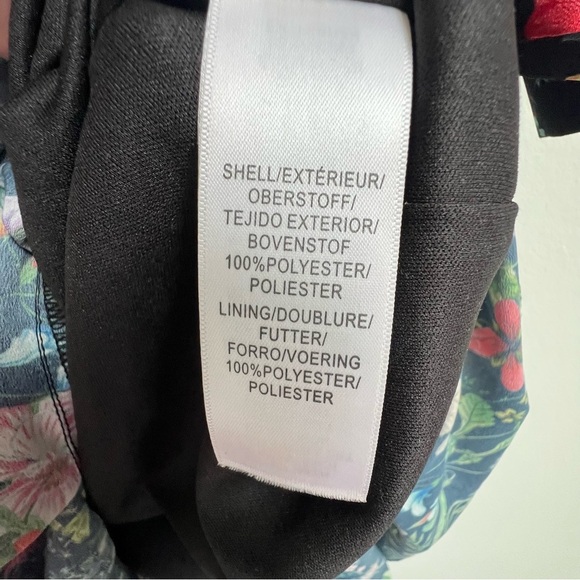 SHELL/EXTÉRIEUR/
OBERSTOFF/
TEJIDO EXTERIOR/
BOVENSTOF
100%POLYESTER/
POLIESTER
LINING/DOUBLURE/
FUTTER/
FORRO/VOERING
100%POLYESTER/
POLIESTER